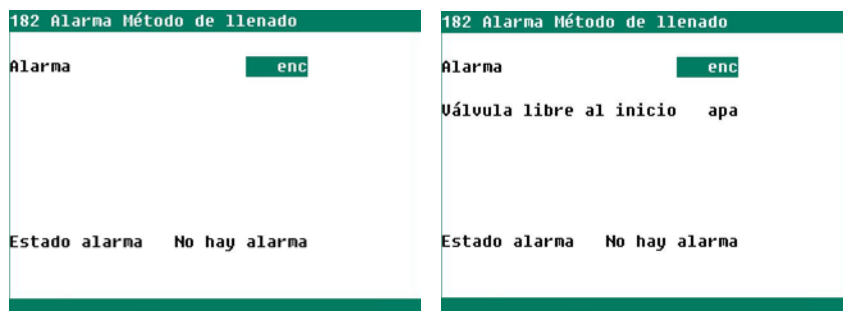 182 Alarma Método de llenado
Alarma enc
Estado alarma No hay alarma
182 Alarma Método de llenado
Alarma enc
Válvula libre al inicio apa
Estado alarma No hay alarma